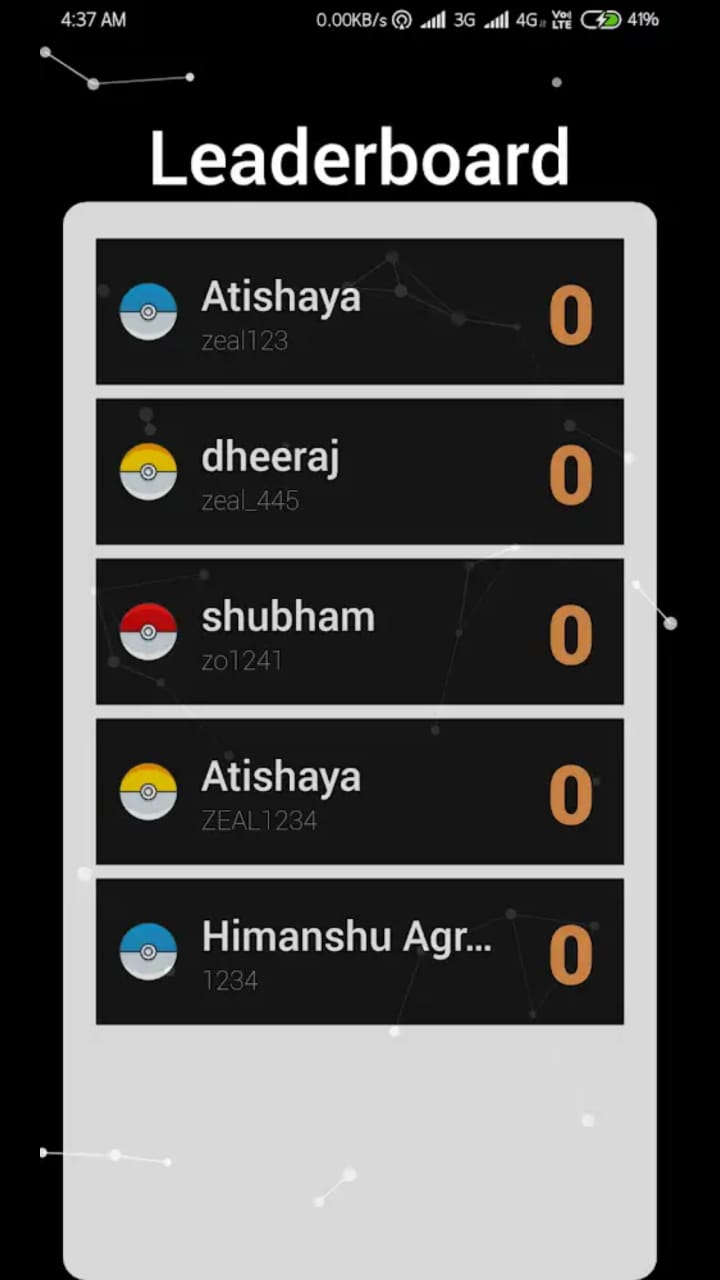 4:37 AM 0.00KB/s 3G 4G Vo) LTE 41%
Leaderboard
Atishaya
zeal123
0
dheeraj
zeal_445
0
shubham
zo1241
0
Atishaya
ZEAL1234
0
Himanshu Agr...
1234
0